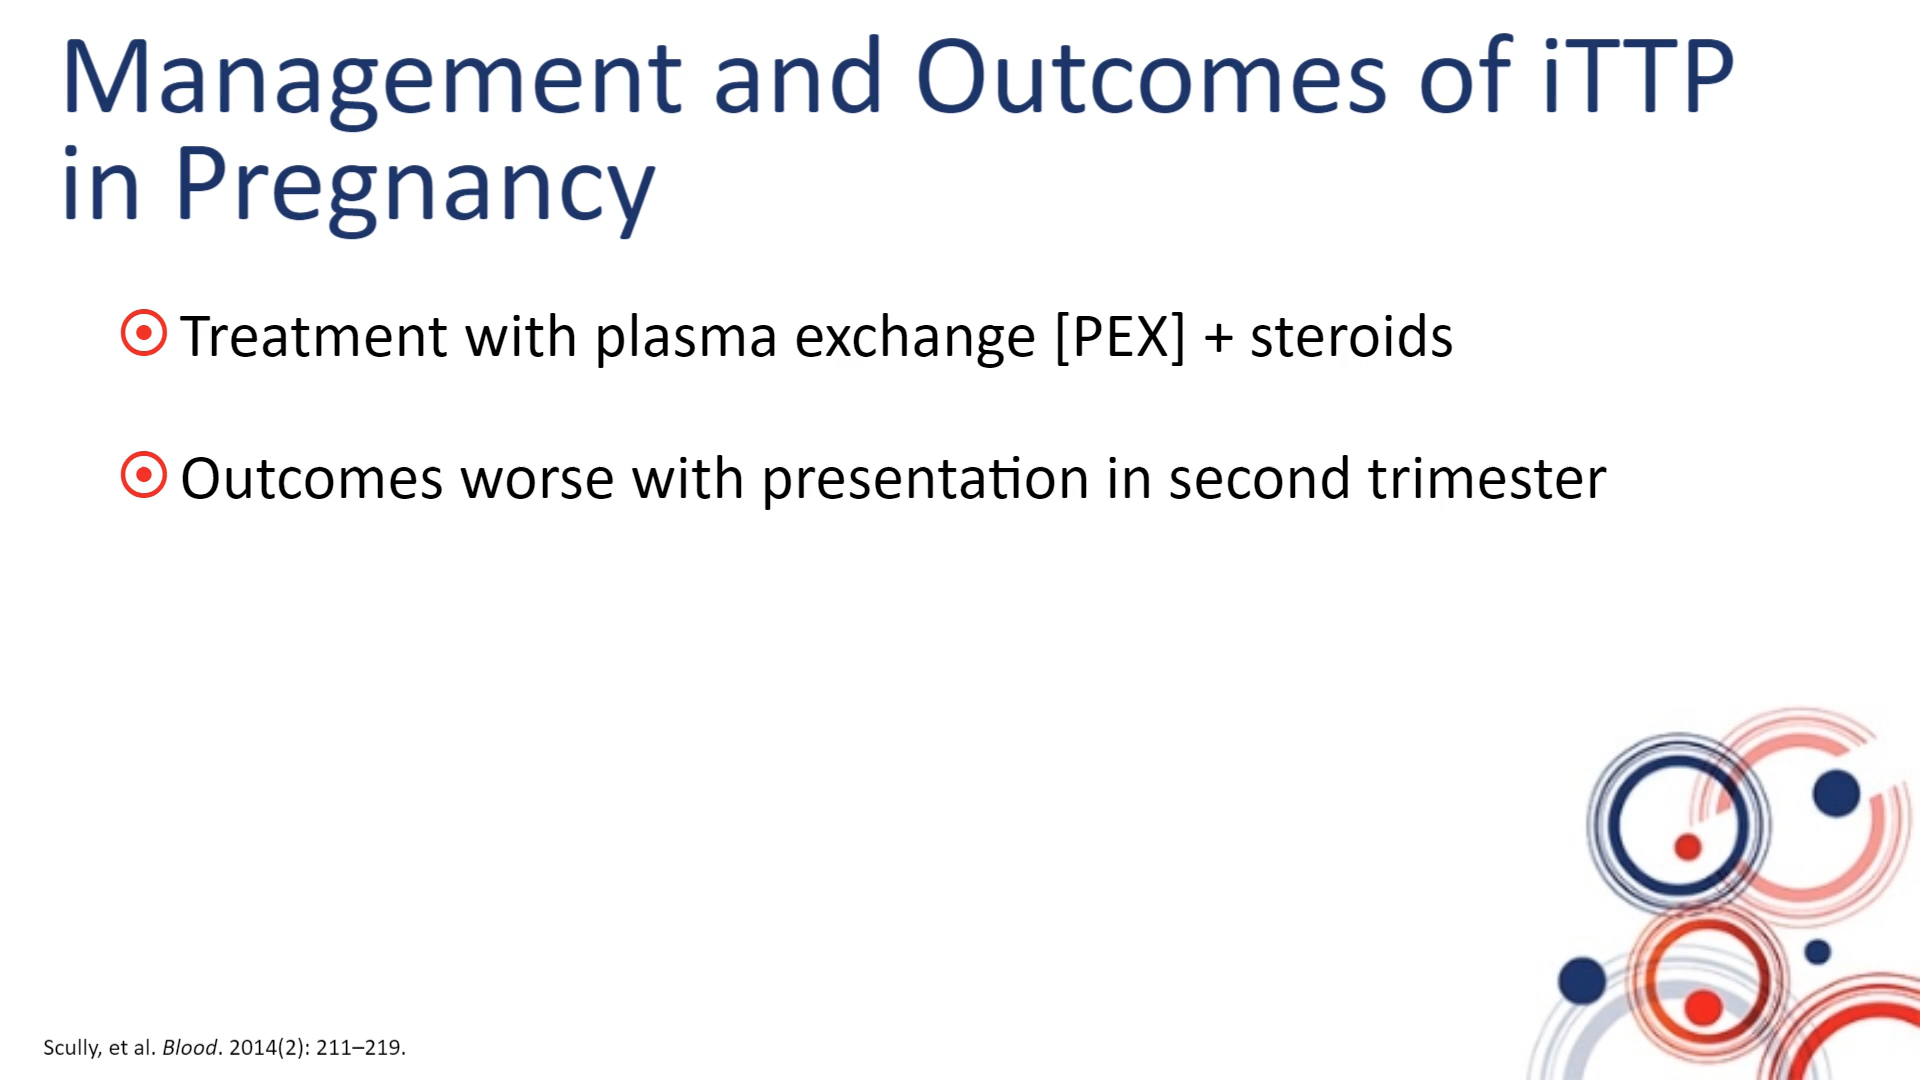 Management and Outcomes of iTTP
in Pregnancy
Treatment with plasma exchange [PEX] + steroids
Outcomes worse with presentation in second trimester
Scully, et al. Blood. 2014(2): 211–219.